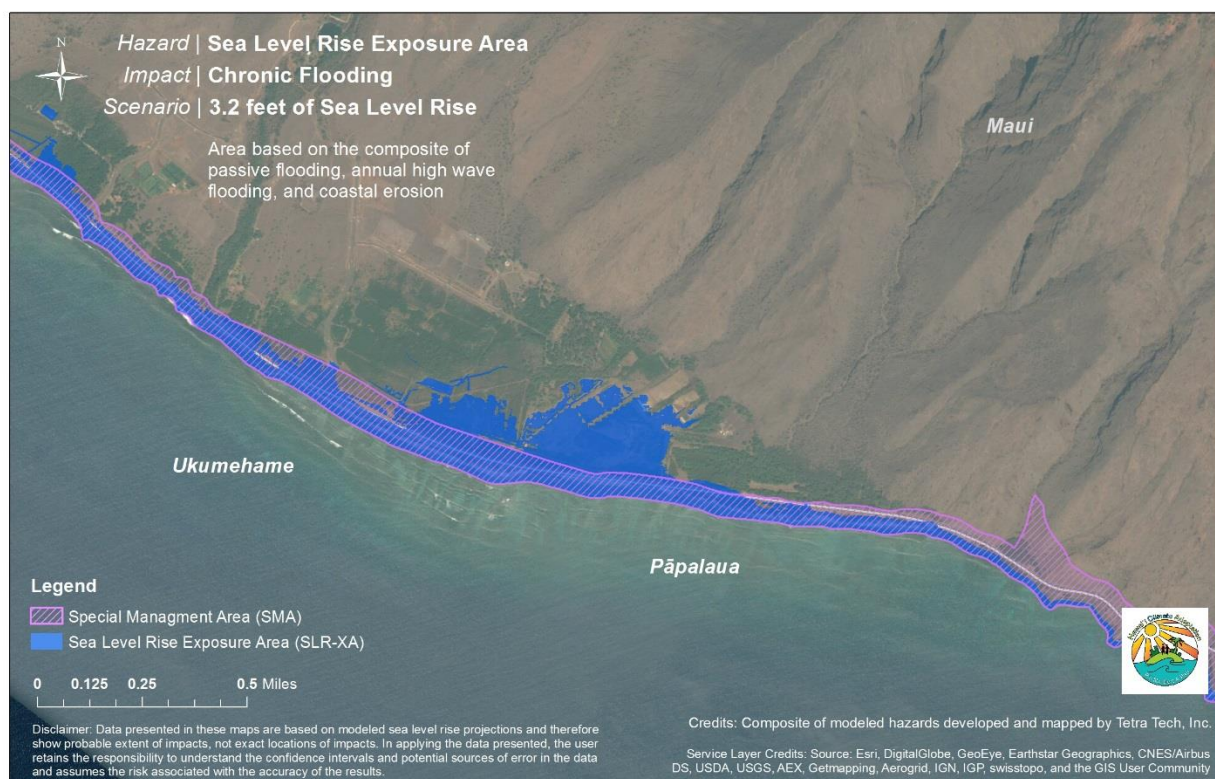 N
Hazard | Sea Level Rise Exposure Area
Impact | Chronic Flooding
Scenario | 3.2 feet of Sea Level Rise
Area based on the composite of
passive flooding, annual high wave
flooding, and coastal erosion
Maui
Ukumehame
Pāpalaua
Legend
Special Managment Area (SMA)
Sea Level Rise Exposure Area (SLR-XA)
0 0.125 0.25 0.5 Miles
Disclaimer: Data presented in these maps are based on modeled sea level rise projections and therefore
show probable extent of impacts, not exact locations of impacts. In applying the data presented, the user
retains the responsibility to understand the confidence intervals and potential sources of error in the data
and assumes the risk associated with the accuracy of the results.
Credits: Composite of modeled hazards developed and mapped by Tetra Tech, Inc.
Service Layer Credits: Source: Esri, DigitalGlobe, GeoEye, Earthstar Geographics, CNES/Airbus
DS, USDA, USGS, AEX, Getmapping, Aerogrid, IGN, IGP, swisstopo, and the GIS User Community